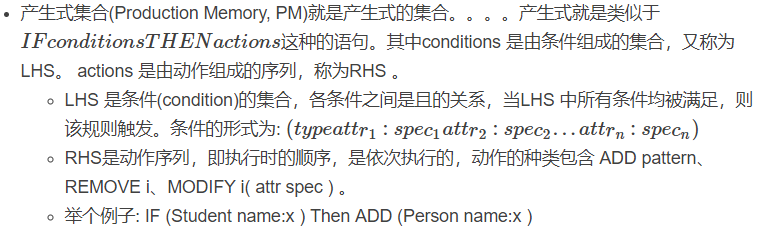 • 产生式集合(Production Memory, PM)就是产生式的集合。。。。产生式就是类似于
IFconditionsTHENactions这种的语句。其中conditions 是由条件组成的集合，又称为
LHS。 actions 是由动作组成的序列，称为RHS 。
◦ LHS 是条件(condition)的集合，各条件之间是且的关系，当LHS 中所有条件均被满足，则
该规则触发。条件的形式为: (typeattr₁ : spec₁attr₂ : spec₂…attrₙ : specₙ)
◦ RHS是动作序列，即执行时的顺序，是依次执行的，动作的种类包含 ADD pattern、
REMOVE i、MODIFY i( attr spec ) 。
◦ 举个例子: IF (Student name:x ) Then ADD (Person name:x )